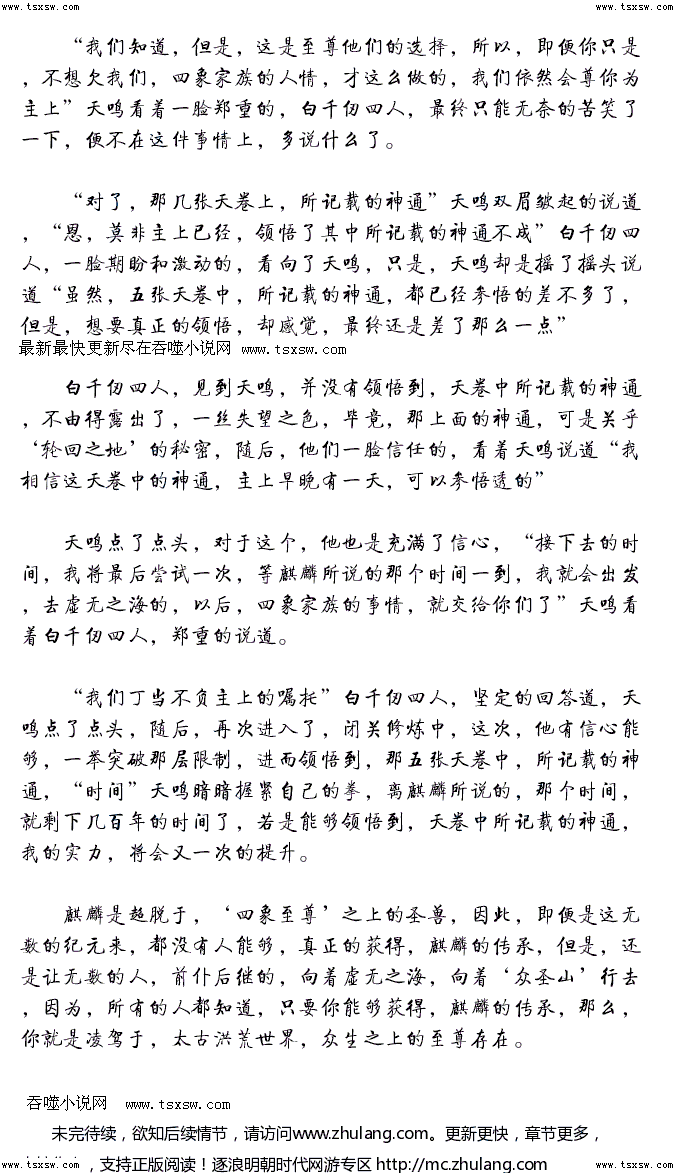 www.tsxsw.com www.tsxsw.com
“我们知道，但是，这是至尊他们的选择，所以，即便你只是
，不想欠我们，四象家族的人情，才这么做的，我们依然会尊你为
主上”天鸣看着一脸郑重的，白千仞四人，最终只能无奈的苦笑了
一下，便不在这件事情上，多说什么了。
“对了，那几张天卷上，所记载的神通”天鸣双眉皱起的说道
，“恩，莫非主上已经，领悟了其中所记载的神通不成”白千仞四
人，一脸期盼和激动的，看向了天鸣，只是，天鸣却是摇了摇头说
道“虽然，五张天卷中，所记载的神通，都已经参悟的差不多了，
但是，想要真正的领悟，却感觉，最终还是差了那么一点”
最新最快更新尽在吞噬小说网 www.tsxsw.com
白千仞四人，见到天鸣，并没有领悟到，天卷中所记载的神通
，不由得露出了，一丝失望之色，毕竟，那上面的神通，可是关乎
‘轮回之地’的秘密，随后，他们一脸信任的，看着天鸣说道“我
相信这天卷中的神通，主上早晚有一天，可以参悟透的”
天鸣点了点头，对于这个，他也是充满了信心，“接下去的时
间，我将最后尝试一次，等麒麟所说的那个时间一到，我就会出发
，去虚无之海的，以后，四象家族的事情，就交给你们了”天鸣看
着白千仞四人，郑重的说道。
“我们丁当不负主上的嘱托”白千仞四人，坚定的回答道，天
鸣点了点头，随后，再次进入了，闭关修炼中，这次，他有信心能
够，一举突破那层限制，进而领悟到，那五张天卷中，所记载的神
通，“时间”天鸣暗暗握紧自己的拳，离麒麟所说的，那个时间，
就剩下几百年的时间了，若是能够领悟到，天卷中所记载的神通，
我的实力，将会又一次的提升。
麒麟是超脱于，‘四象至尊’之上的圣兽，因此，即便是这无
数的纪元来，都没有人能够，真正的获得，麒麟的传承，但是，还
是让无数的人，前仆后继的，向着虚无之海，向着‘众圣山’行去
，因为，所有的人都知道，只要你能够获得，麒麟的传承，那么，
你就是凌驾于，太古洪荒世界，众生之上的至尊存在。
吞噬小说网 www.tsxsw.com
未完待续，欲知后续情节，请访问www.zhulang.com。更新更快，章节更多，
，支持正版阅读！逐浪明朝时代网游专区 http://mc.zhulang.com
www.tsxsw.com www.tsxsw.com